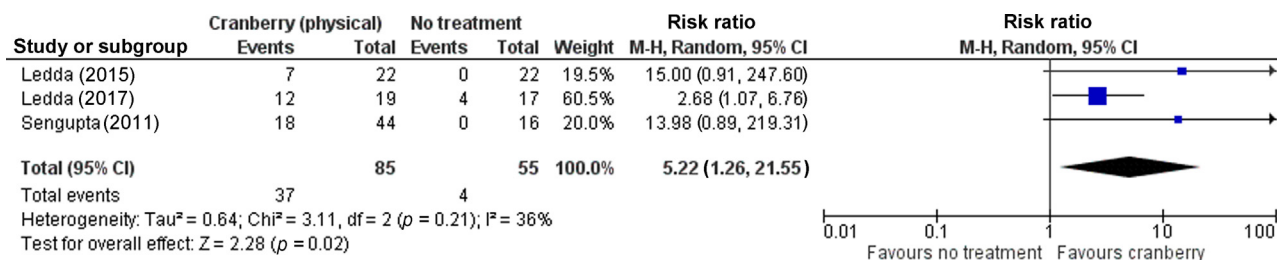 Cranberry (physical) No treatment Risk ratio Risk ratio
Study or subgroup Events Total Events Total Weight M-H, Random, 95% CI M-H, Random, 95% CI
Ledda (2015) 7 22 0 22 19.5% 15.00 (0.91, 247.60)
Ledda (2017) 12 19 4 17 60.5% 2.68 (1.07, 6.76)
Sengupta (2011) 18 44 0 16 20.0% 13.98 (0.89, 219.31)
Total (95% CI) 85 55 100.0% 5.22 (1.26, 21.55)
Total events 37 4
Heterogeneity: Tau² = 0.64; Chi² = 3.11, df = 2 (p = 0.21); I² = 36%
Test for overall effect: Z = 2.28 (p = 0.02)
0.01 0.1 1 10 100
Favours no treatment Favours cranberry